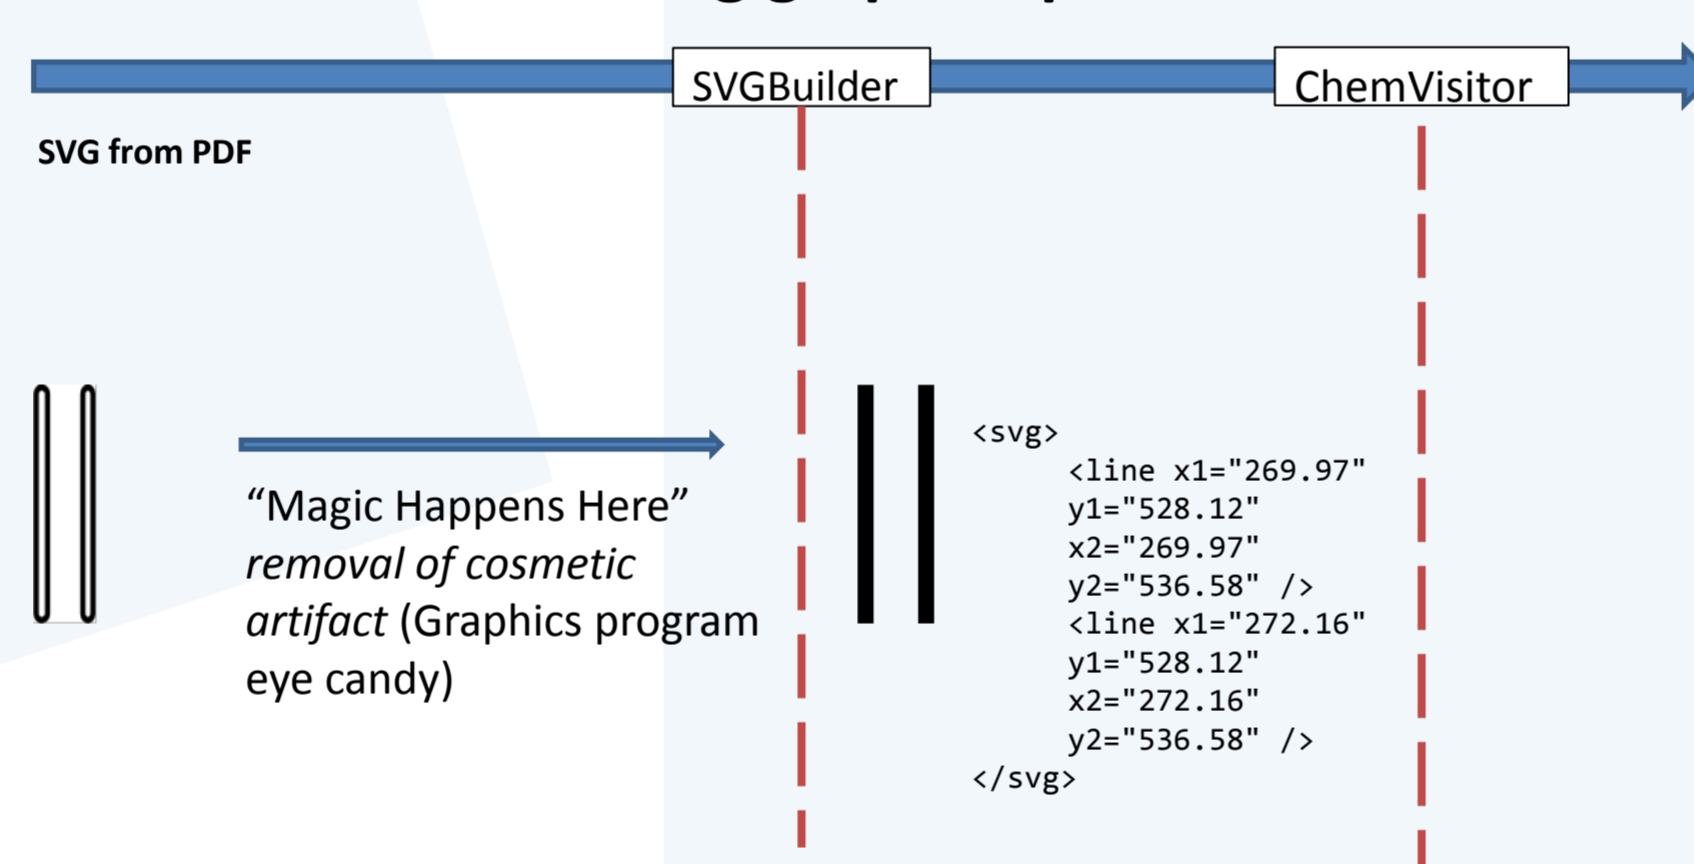 SVGBuilder
ChemVisitor
SVG from PDF
“Magic Happens Here”
removal of cosmetic
artifact (Graphics program
eye candy)
<svg>
<line x1="269.97"
y1="528.12"
x2="269.97"
y2="536.58" />
<line x1="272.16"
y1="528.12"
x2="272.16"
y2="536.58" />
</svg>